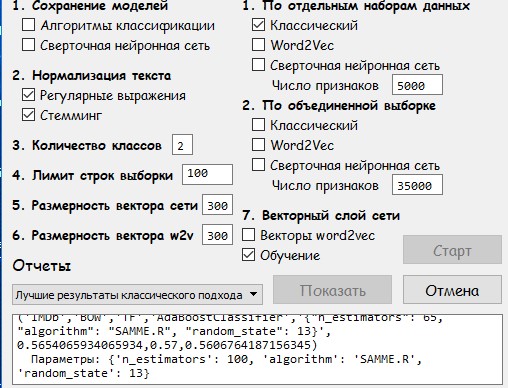 1. Сохранение моделей
Алгоритмы классификации
Сверточная нейронная сеть
2. Нормализация текста
Регулярные выражения
Стемминг
3. Количество классов 2
4. Лимит строк выборки 100
5. Размерность вектора сети 300
6. Размерность вектора w2v 300
1. По отдельным наборам данных
Классический
Word2Vec
Сверточная нейронная сеть
Число признаков 5000
2. По объединенной выборке
Классический
Word2Vec
Сверточная нейронная сеть
Число признаков 35000
7. Векторный слой сети
Векторы word2vec
Обучение
Старт
Отчеты
Лучшие результаты классического подхода
Показать
Отмена
('IMDb','BOW','TF','AdaBoostClassifier','{"n_estimators": 65,
"algorithm": "SAMME.R", "random_state": 13}',
0.5654065934065934,0.57,0.5606764187156345)
Параметры: {'n_estimators': 100, 'algorithm': 'SAMME.R',
'random_state': 13}